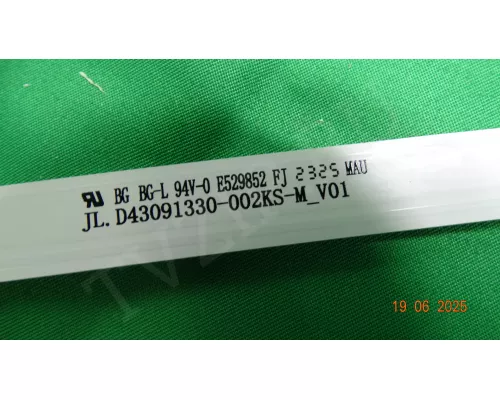 BG BG-L 94V-0 E529852 FJ 2325 MAU
JL.D43091330-002KS-M_V01
19 06 2025